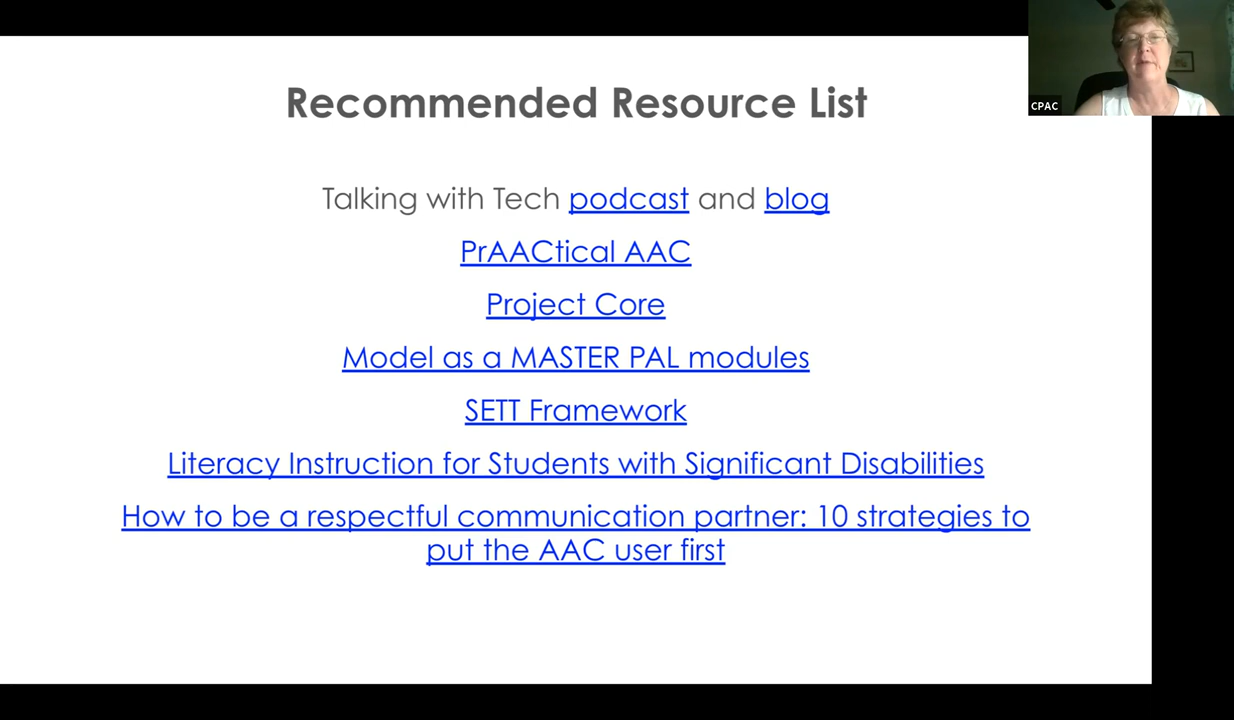 Recommended Resource List
CPAC
Talking with Tech podcast and blog
PrAACtical AAC
Project Core
Model as a MASTER PAL modules
SETT Framework
Literacy Instruction for Students with Significant Disabilities
How to be a respectful communication partner: 10 strategies to
put the AAC user first